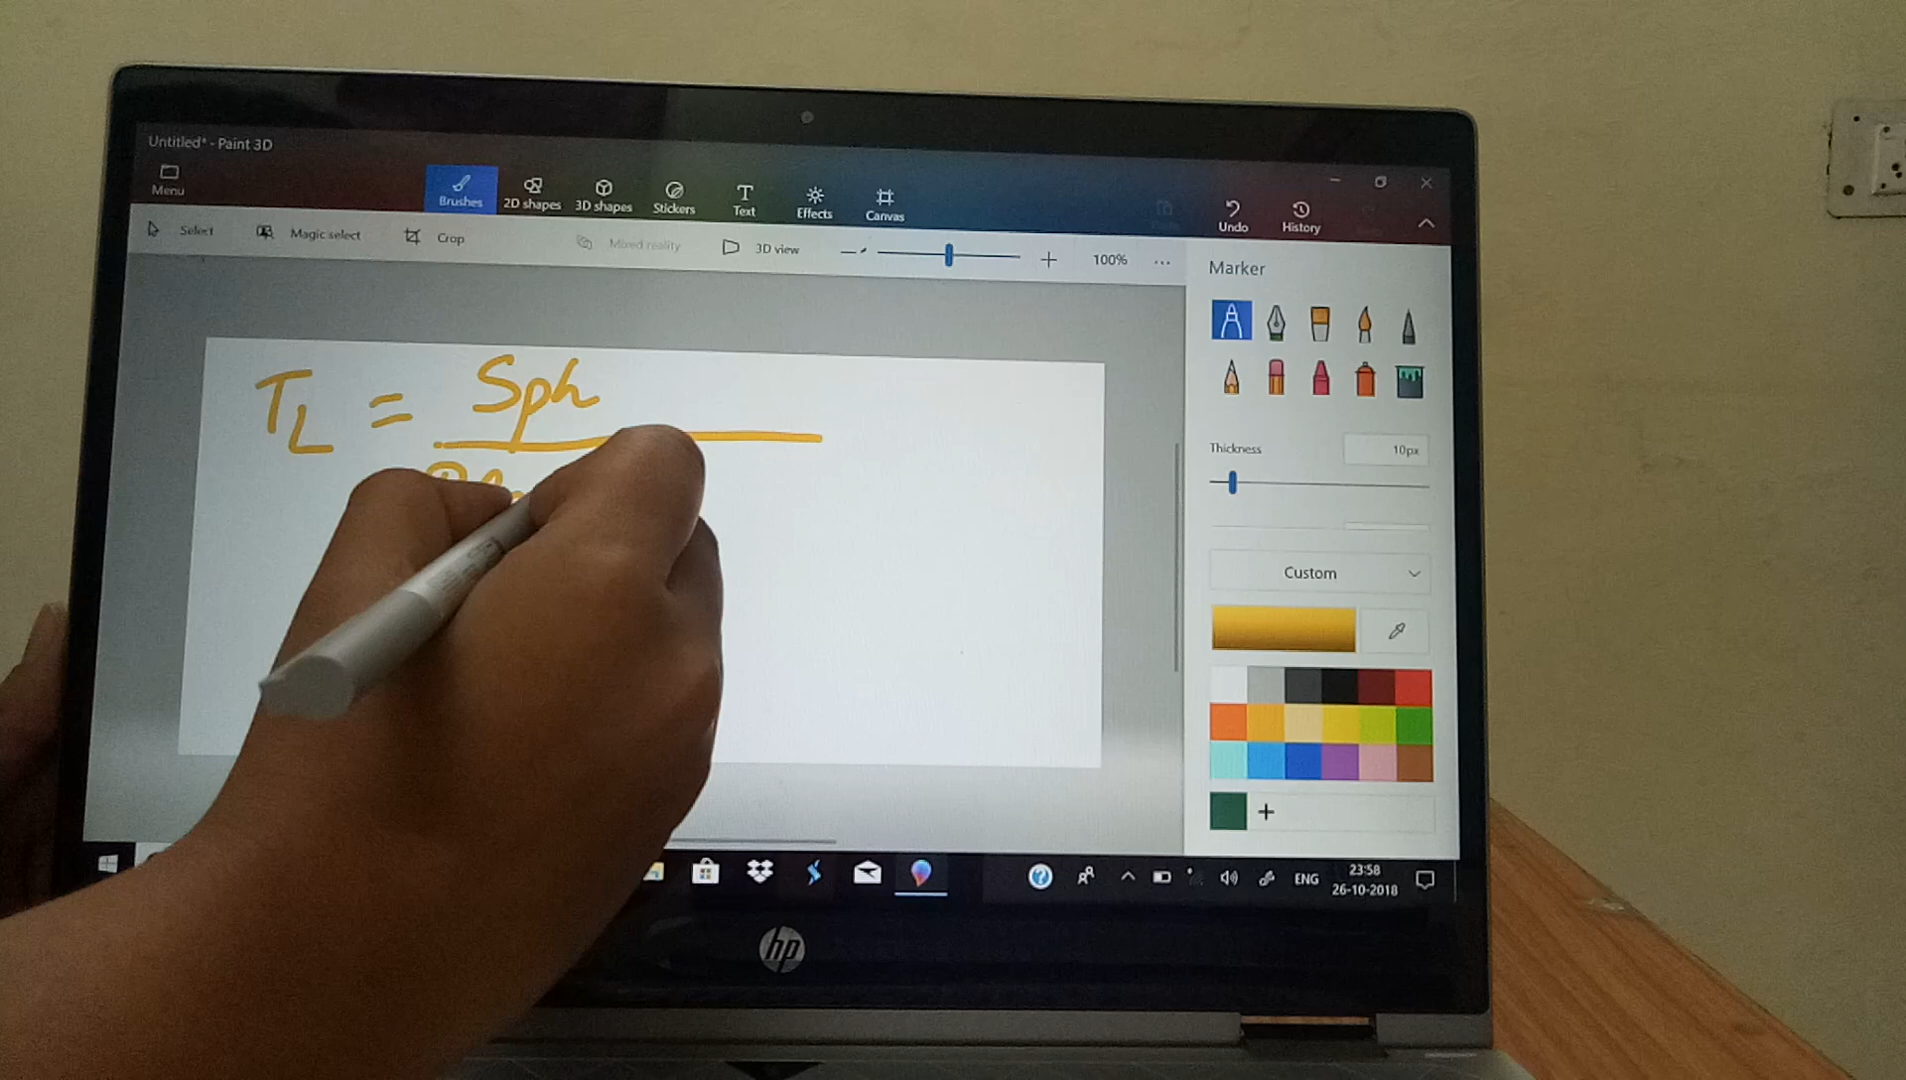 Untitled* - Paint 3D
Menu
Brushes
2D shapes
3D shapes
Stickers
Text
Effects
Canvas
Undo
History
Select
Magic select
Crop
Mixed reality
3D view
100%
Marker
Thickness
10px
Custom
T_L = Sph
ENG
23:58
26-10-2018
hp